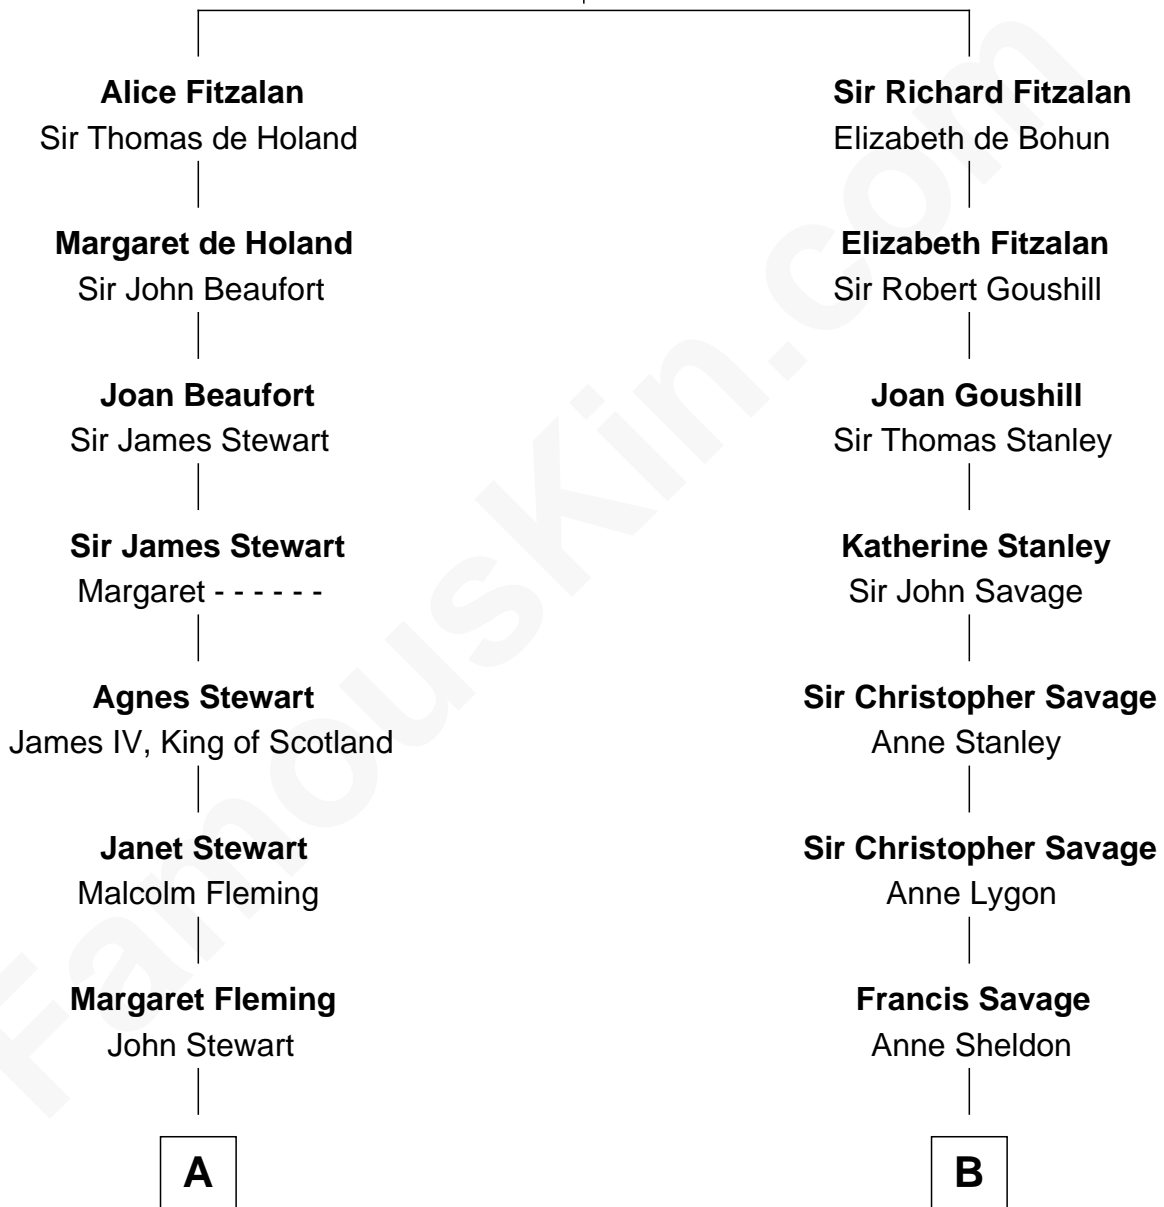 Alice Fitzalan
Sir Thomas de Holand
Margaret de Holand
Sir John Beaufort
Joan Beaufort
Sir James Stewart
Sir James Stewart
Margaret - - - - - -
Agnes Stewart
James IV, King of Scotland
Janet Stewart
Malcolm Fleming
Margaret Fleming
John Stewart
A
Sir Richard Fitzalan
Elizabeth de Bohun
Elizabeth Fitzalan
Sir Robert Goushill
Joan Goushill
Sir Thomas Stanley
Katherine Stanley
Sir John Savage
Sir Christopher Savage
Anne Stanley
Sir Christopher Savage
Anne Lygon
Francis Savage
Anne Sheldon
B
FamousKin.com